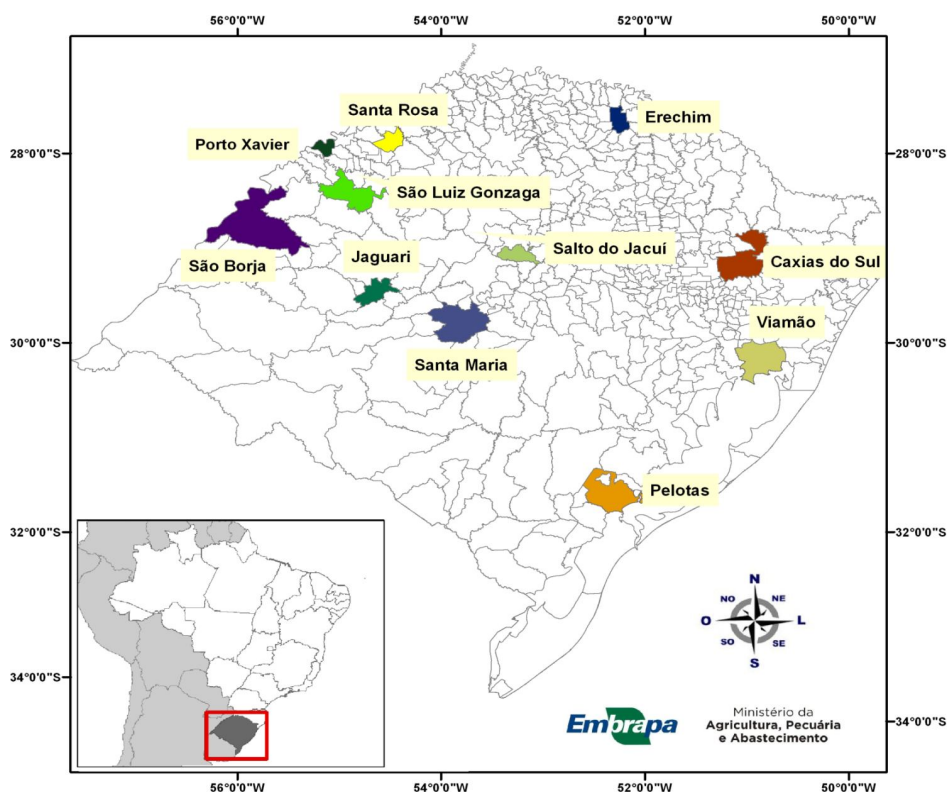 56°0'0"W
54°0'0"W
52°0'0"W
50°0'0"W
Santa Rosa
Erechim
Porto Xavier
28°0'0"S
28°0'0"S
São Luiz Gonzaga
Salto do Jacuí
Jaguari
São Borja
Caxias do Sul
Viamão
30°0'0"S
30°0'0"S
Santa Maria
Pelotas
32°0'0"S
32°0'0"S
N
NO
NE
O
L
SO
SE
S
34°0'0"S
34°0'0"S
Embrapa
Ministério da
Agricultura, Pecuária
e Abastecimento
56°0'0"W
54°0'0"W
52°0'0"W
50°0'0"W